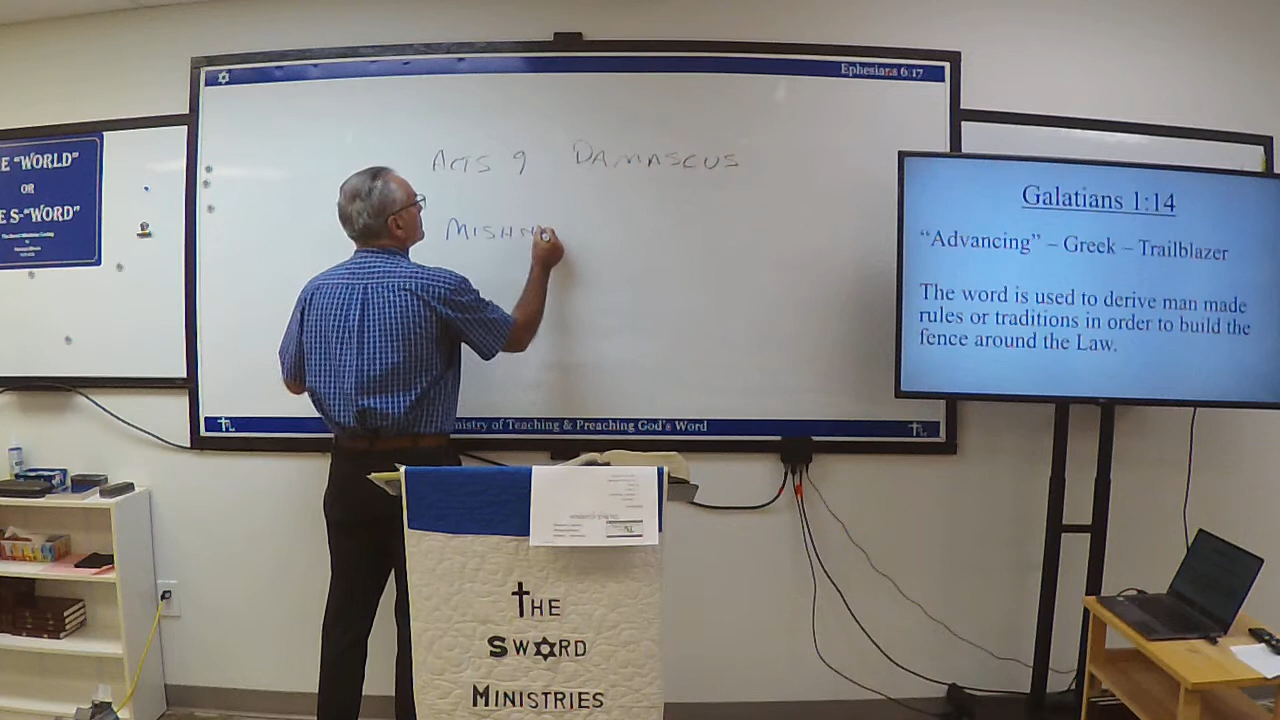 E "WORLD"
OR
E S-"WORD"
Ephesians 6:17
ACTS 9 DAMASCUS
MISHN
Galatians 1:14
"Advancing" – Greek – Trailblazer
The word is used to derive man made
rules or traditions in order to build the
fence around the Law.
nistry of Teaching & Preaching God's Word
THE
SWORD
MINISTRIES